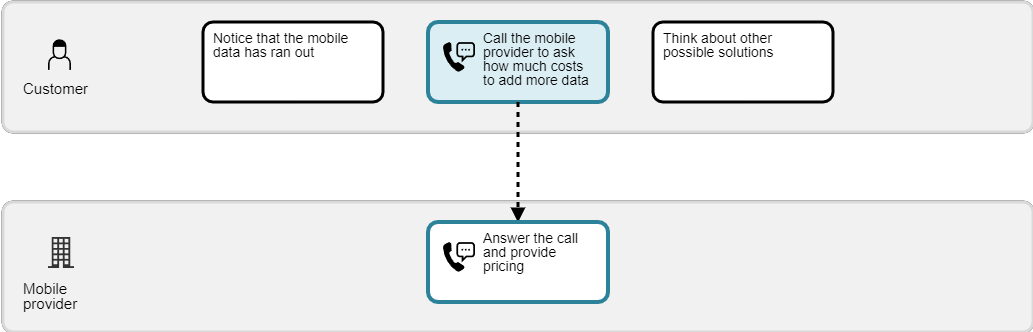 Customer
Notice that the mobile
data has ran out
Call the mobile
provider to ask
how much costs
to add more data
Think about other
possible solutions
Mobile
provider
Answer the call
and provide
pricing